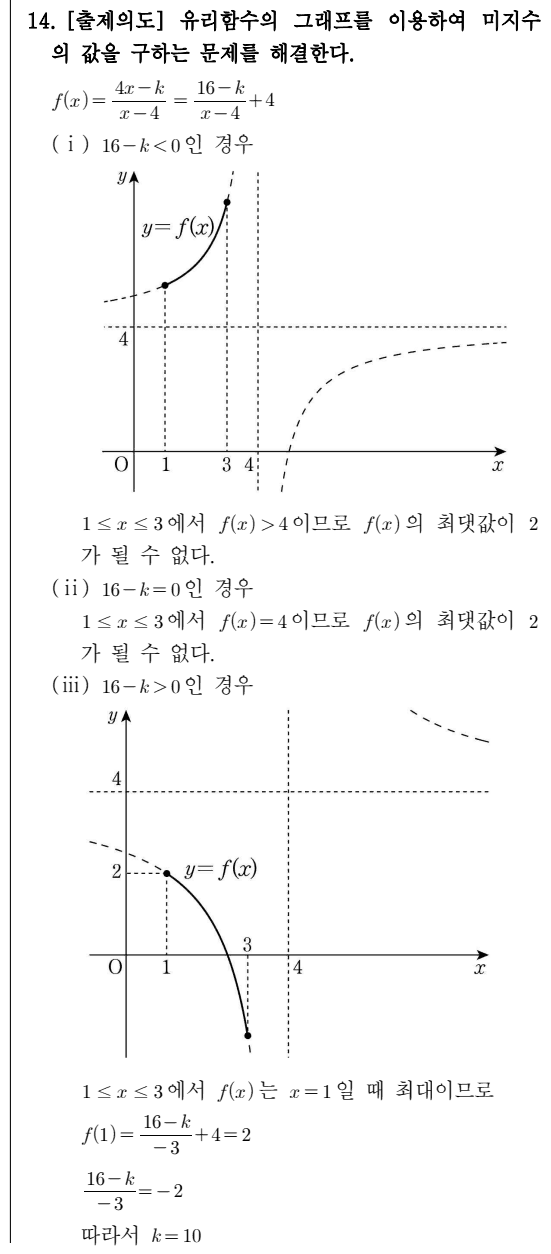 14. [출제의도] 유리함수의 그래프를 이용하여 미지수
의 값을 구하는 문제를 해결한다.
f(x) = \frac{4x-k}{x-4} = \frac{16-k}{x-4} + 4
(ⅰ) 16-k<0인 경우
y
y=f(x)
4
O 1 3 4 x
1≤x≤3에서 f(x)>4이므로 f(x)의 최댓값이 2
가 될 수 없다.
(ⅱ) 16-k=0인 경우
1≤x≤3에서 f(x)=4이므로 f(x)의 최댓값이 2
가 될 수 없다.
(ⅲ) 16-k>0인 경우
y
4
2 y=f(x)
3
O 1 4 x
1≤x≤3에서 f(x)는 x=1일 때 최대이므로
f(1) = \frac{16-k}{-3} + 4 = 2
\frac{16-k}{-3} = -2
따라서 k=10